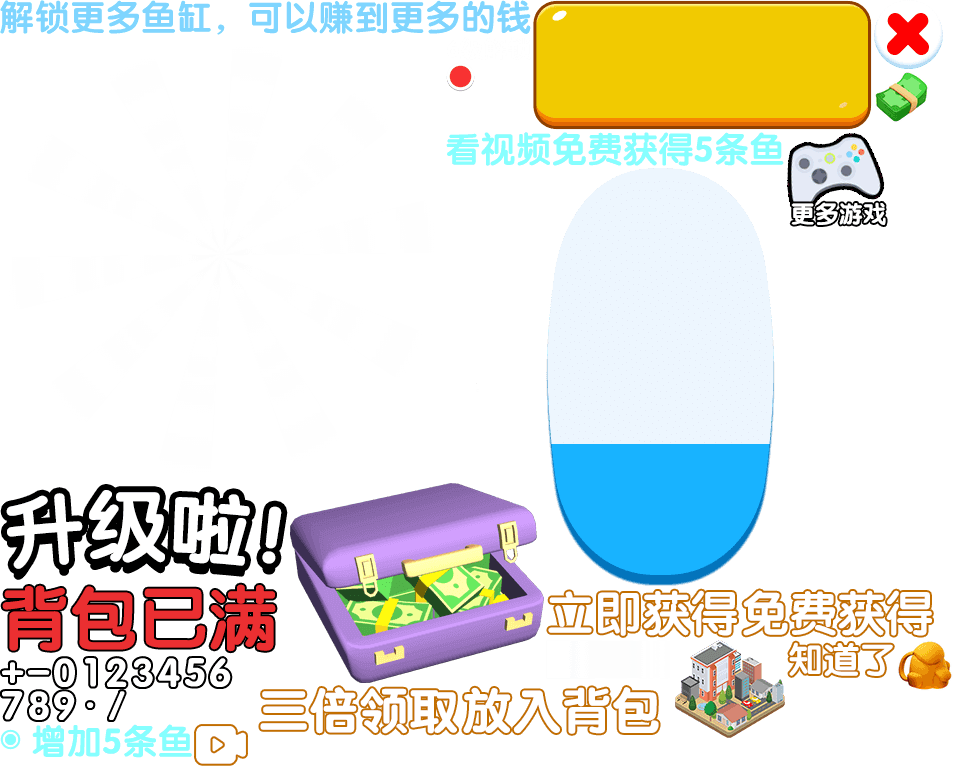 解锁更多鱼缸，可以赚到更多的钱
看视频免费获得5条鱼
更多游戏
升级啦!
背包已满
立即获得免费获得
知道了
+-0123456
789·/
三倍领取放入背包
增加5条鱼